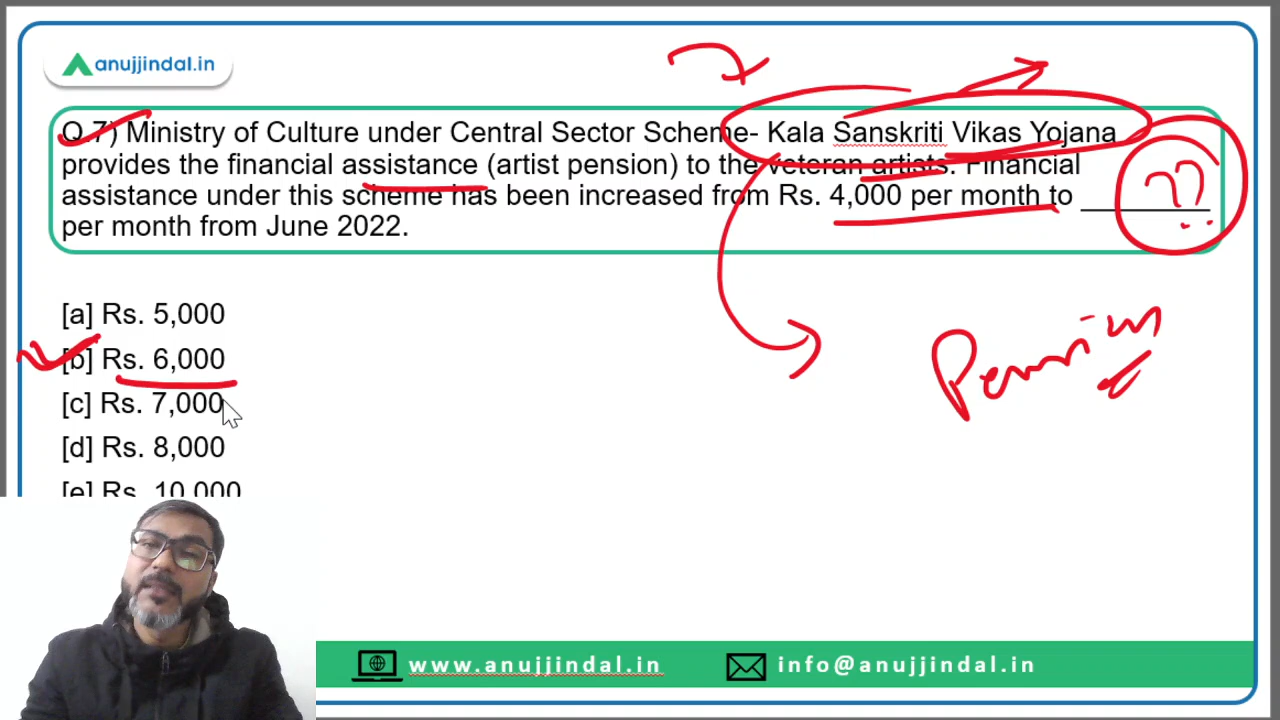 anujjindal.in
Q.7) Ministry of Culture under Central Sector Scheme- Kala Sanskriti Vikas Yojana
provides the financial assistance (artist pension) to the veteran artists. Financial
assistance under this scheme has been increased from Rs. 4,000 per month to __________
per month from June 2022.
??
[a] Rs. 5,000
[b] Rs. 6,000
[c] Rs. 7,000
[d] Rs. 8,000
[e] Rs. 10,000
Pension
www.anujjindal.in
info@anujjindal.in